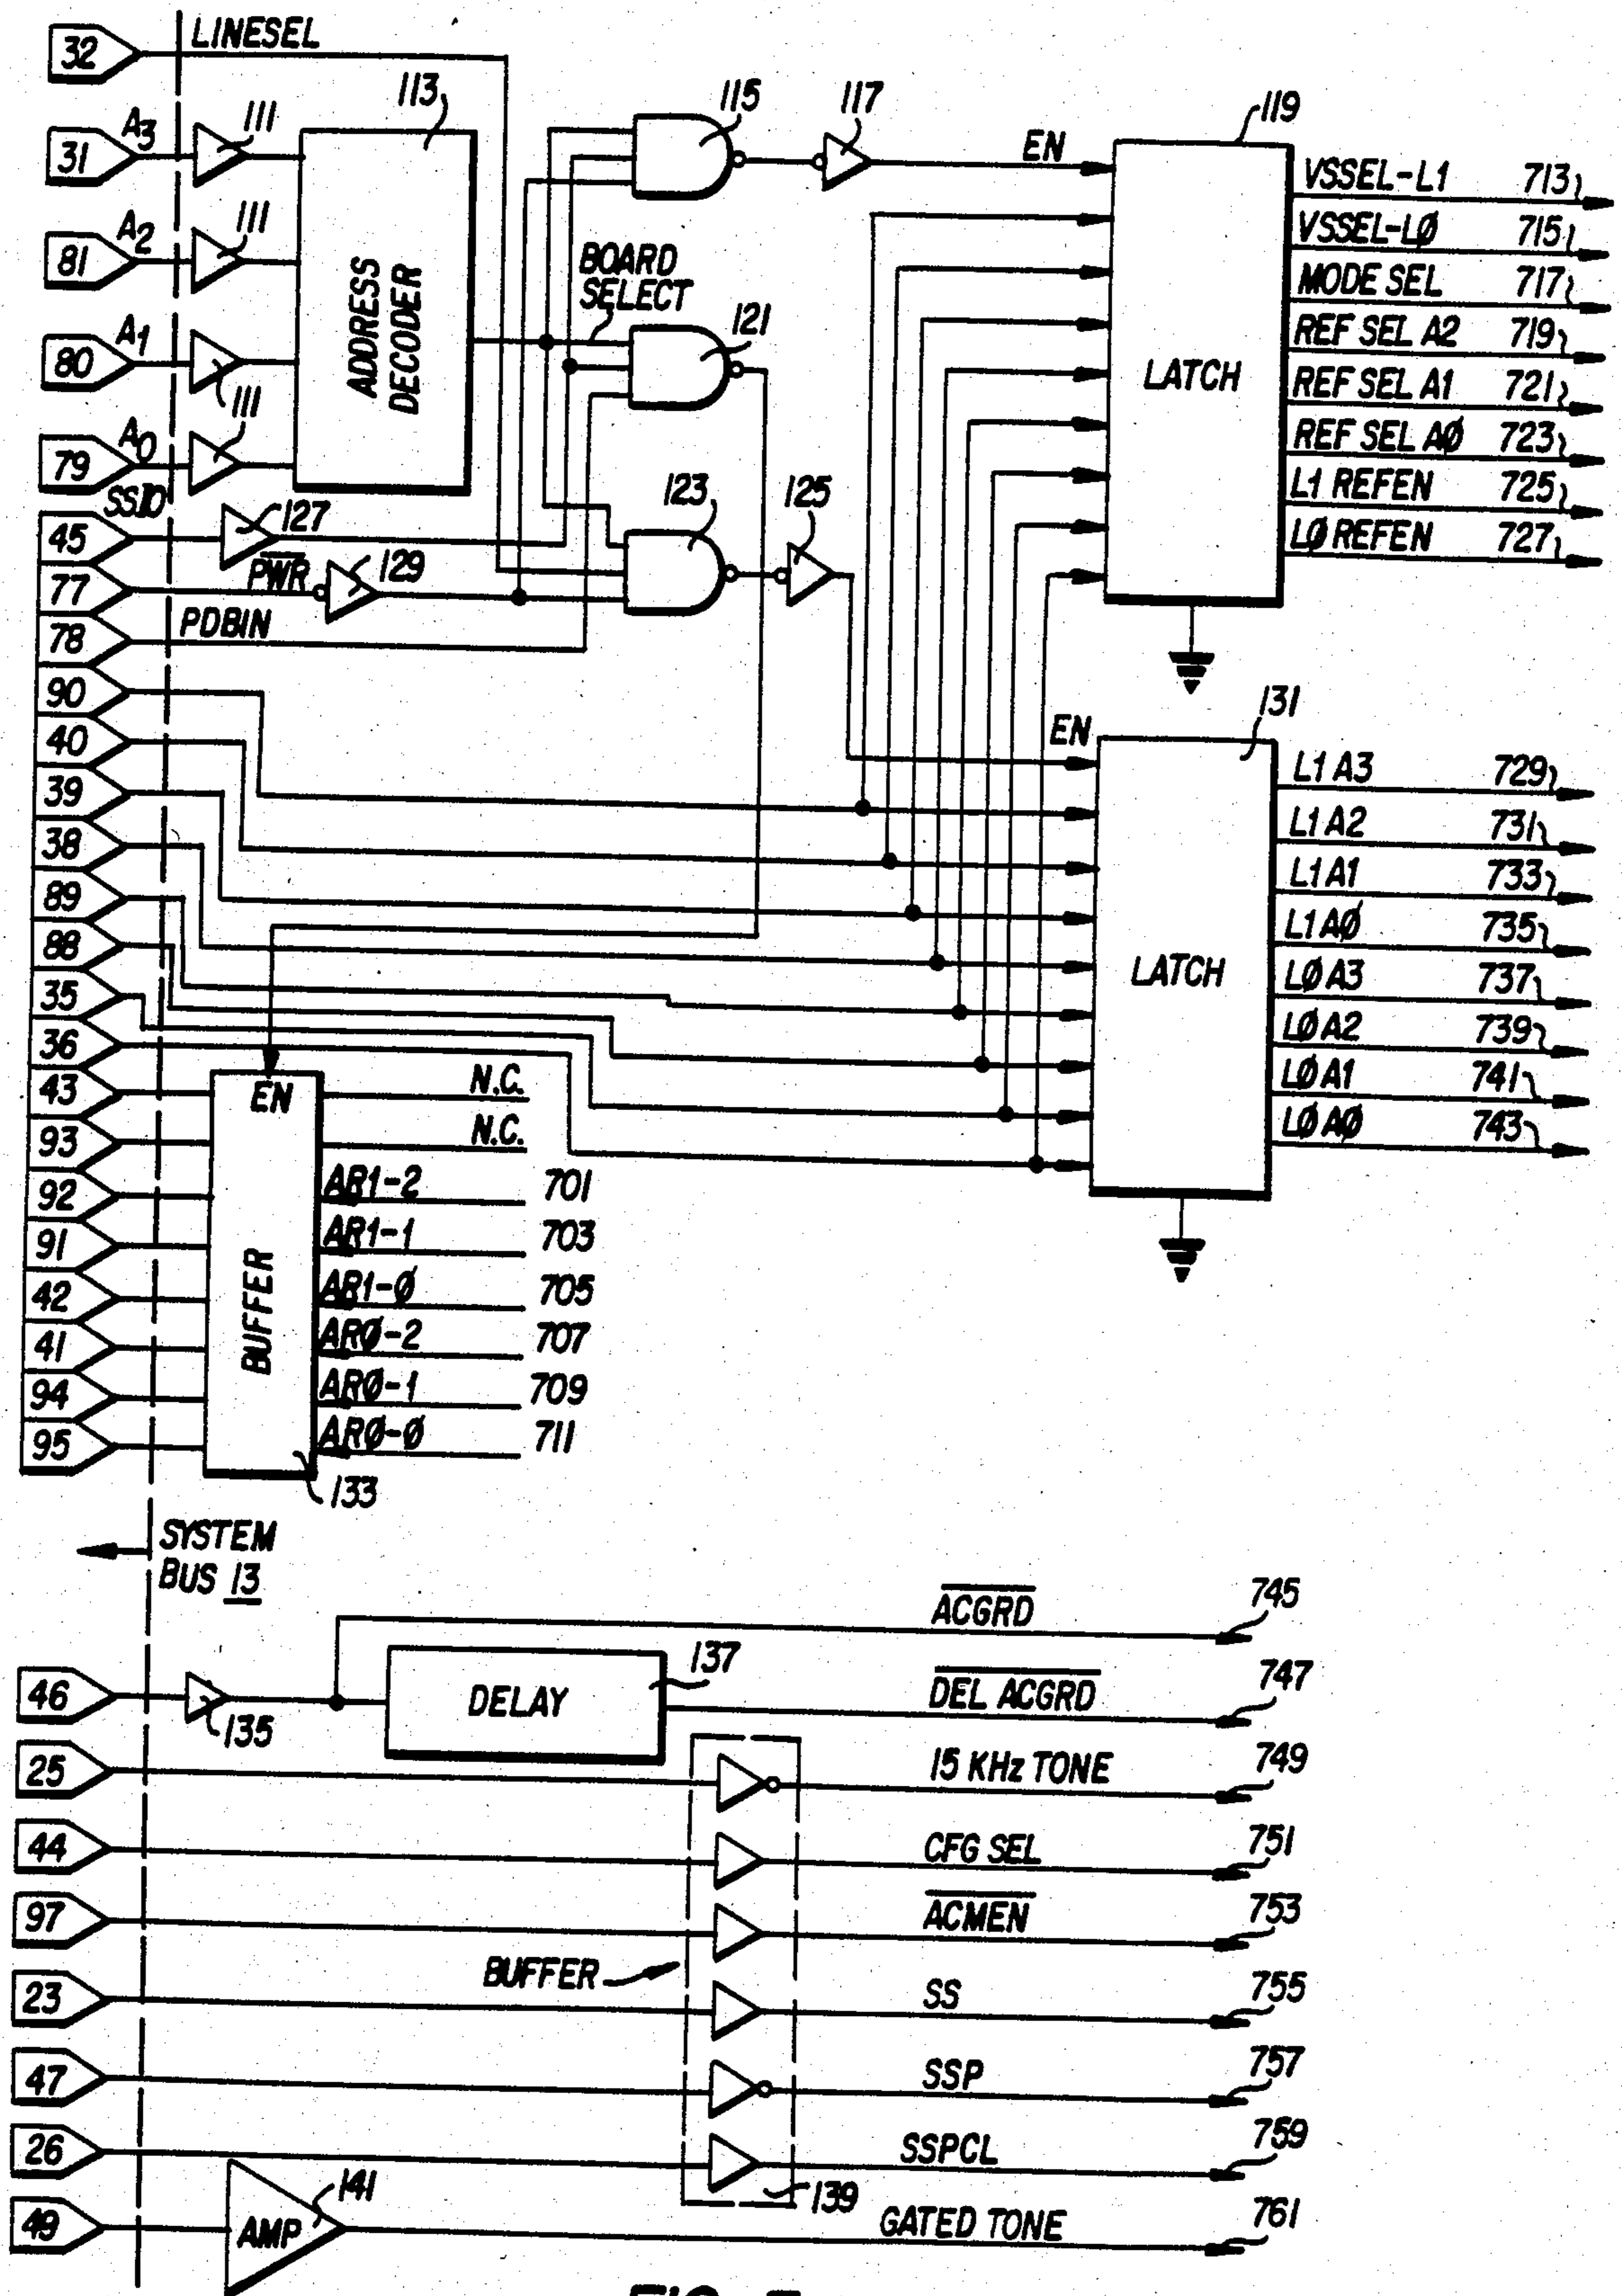 32 LINESEL
31 A3 111
113
115
117
EN
119
81 A2 111
80 A1 111
79 A0 111
ADDRESS
DECODER
BOARD
SELECT
121
LATCH
VSSEL-L1 713
VSSEL-LØ 715
MODE SEL 717
REF SEL A2 719
REF SEL A1 721
REF SEL AØ 723
L1 REFEN 725
LØ REFEN 727
SSIO
45 127
123
125
77 PWR 129
78 PDBIN
90
40
39
38
89
88
35
36
EN
131
LATCH
L1 A3 729
L1 A2 731
L1 A1 733
L1 AØ 735
LØ A3 737
LØ A2 739
LØ A1 741
LØ AØ 743
43 EN N.C.
93 N.C.
92 AR1-2 701
91 AR1-1 703
42 AR1-Ø 705
41 ARØ-2 707
94 ARØ-1 709
95 ARØ-Ø 711
BUFFER
133
SYSTEM
BUS 13
ACGRD 745
46 135
DELAY 137
DEL ACGRD 747
25 15 KHz TONE 749
44 CFG SEL 751
97 ACMEN 753
BUFFER
23 SS 755
47 SSP 757
26 SSPCL 759
139
49 AMP 141 GATED TONE 761